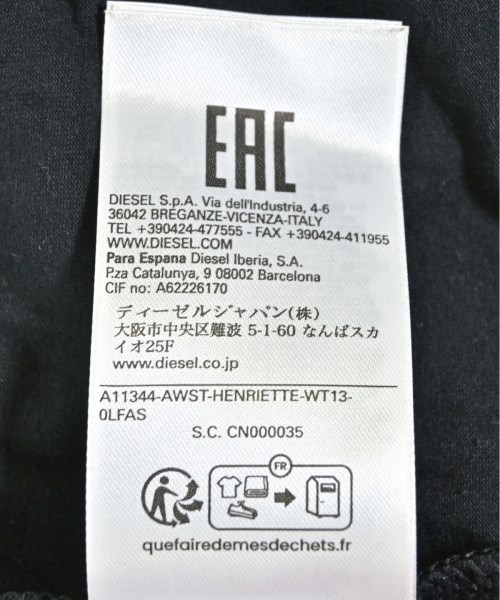 EAC
DIESEL S.p.A. Via dell'Industria, 4-6
36042 BREGANZE-VICENZA-ITALY
TEL +390424-477555 - FAX +390424-411955
WWW.DIESEL.COM
Para Espana Diesel Iberia, S.A.
P.za Catalunya, 9 08002 Barcelona
CIF no: A62226170
ディーゼルジャパン(株)
大阪市中央区難波 5-1-60 なんばスカ
イオ25F
www.diesel.co.jp
A11344-AWST-HENRIETTE-WT13-
0LFAS
S.C. CN000035
FR
quefairedemesdechets.fr